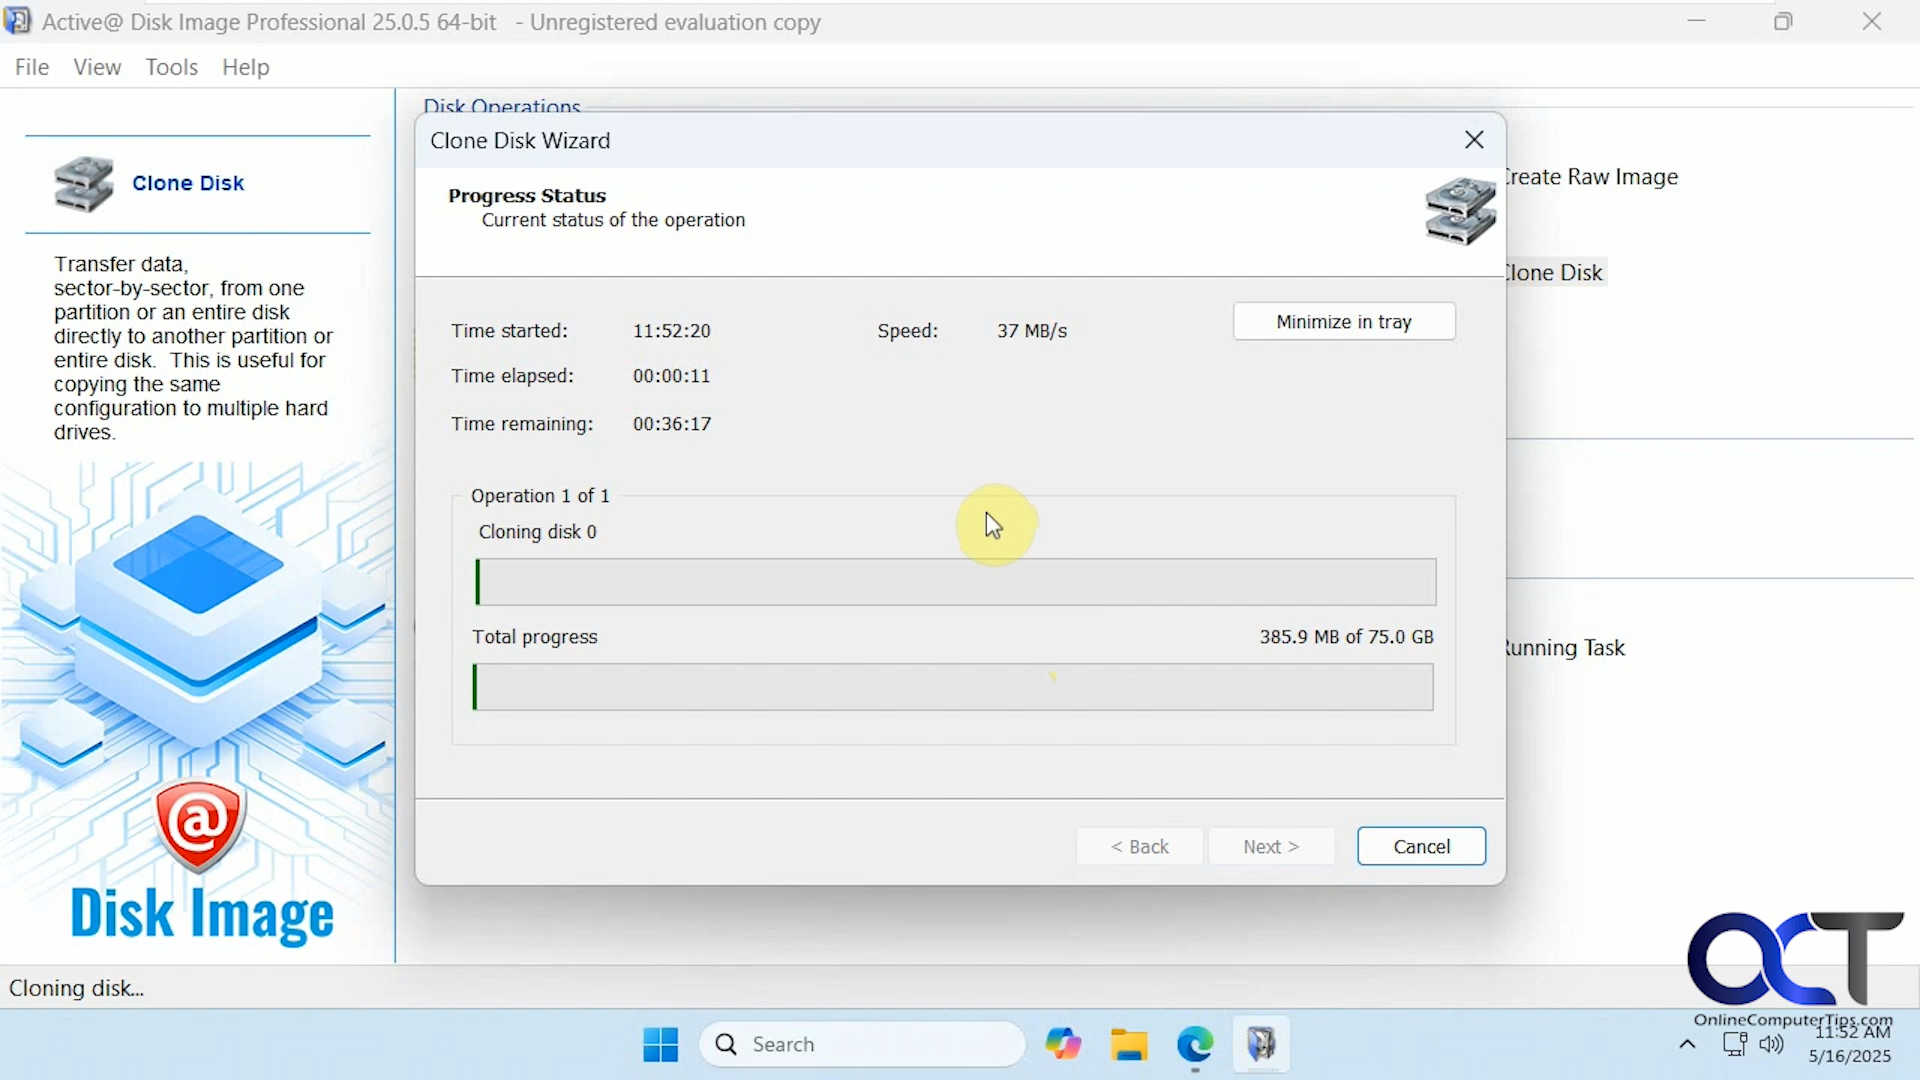 Active@ Disk Image Professional 25.0.5 64-bit - Unregistered evaluation copy
File View Tools Help
Disk Operations
Clone Disk
Transfer data,
sector-by-sector, from one
partition or an entire disk
directly to another partition or
entire disk. This is useful for
copying the same
configuration to multiple hard
drives.
@
Disk Image
Clone Disk Wizard
Progress Status
Current status of the operation
Time started: 11:52:20 Speed: 37 MB/s Minimize in tray
Time elapsed: 00:00:11
Time remaining: 00:36:17
Operation 1 of 1
Cloning disk 0
Total progress 385.9 MB of 75.0 GB
< Back Next > Cancel
Create Raw Image
Clone Disk
Running Task
Cloning disk...
OCT
OnlineComputerTips.com
Search
11:52 AM
5/16/2025